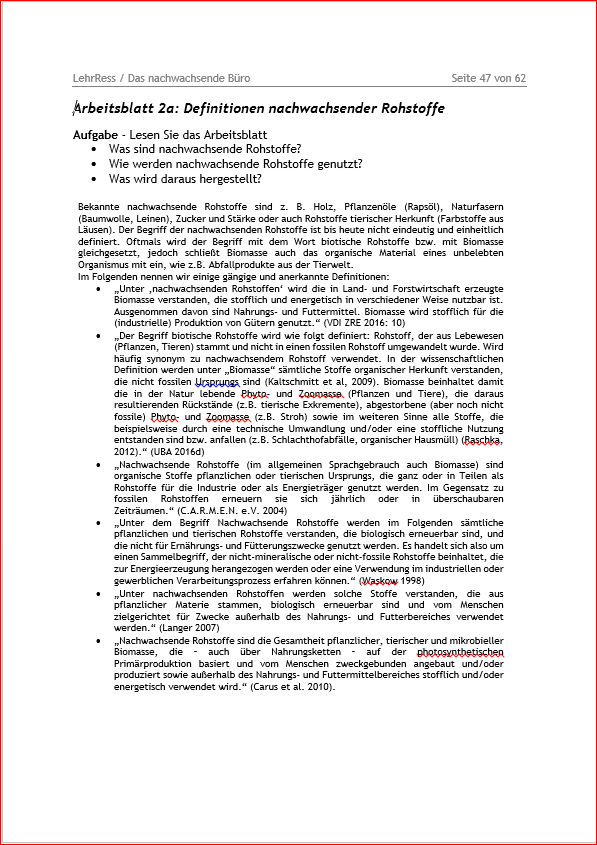 LehrRess / Das nachwachsende Büro Seite 47 von 62
Arbeitsblatt 2a: Definitionen nachwachsender Rohstoffe
Aufgabe - Lesen Sie das Arbeitsblatt
• Was sind nachwachsende Rohstoffe?
• Wie werden nachwachsende Rohstoffe genutzt?
• Was wird daraus hergestellt?
Bekannte nachwachsende Rohstoffe sind z. B. Holz, Pflanzenöle (Rapsöl), Naturfasern
(Baumwolle, Leinen), Zucker und Stärke oder auch Rohstoffe tierischer Herkunft (Farbstoffe aus
Läusen). Der Begriff der nachwachsenden Rohstoffe ist bis heute nicht eindeutig und einheitlich
definiert. Oftmals wird der Begriff mit dem Wort biotische Rohstoffe bzw. mit Biomasse
gleichgesetzt, jedoch schließt Biomasse auch das organische Material eines unbelebten
Organismus mit ein, wie z.B. Abfallprodukte aus der Tierwelt.
Im Folgenden nennen wir einige gängige und anerkannte Definitionen:
• „Unter ‚nachwachsenden Rohstoffen‘ wird die in Land- und Forstwirtschaft erzeugte
Biomasse verstanden, die stofflich und energetisch in verschiedener Weise nutzbar ist.
Ausgenommen davon sind Nahrungs- und Futtermittel. Biomasse wird stofflich für die
(industrielle) Produktion von Gütern genutzt.“ (VDI ZRE 2016: 10)
• „Der Begriff biotische Rohstoffe wird wie folgt definiert: Rohstoff, der aus Lebewesen
(Pflanzen, Tieren) stammt und nicht in einen fossilen Rohstoff umgewandelt wurde. Wird
häufig synonym zu nachwachsendem Rohstoff verwendet. In der wissenschaftlichen
Definition werden unter „Biomasse“ sämtliche Stoffe organischer Herkunft verstanden,
die nicht fossilen Ursprungs sind (Kaltschmitt et al, 2009). Biomasse beinhaltet damit
die in der Natur lebende Phyto- und Zoomasse (Pflanzen und Tiere), die daraus
resultierenden Rückstände (z.B. tierische Exkremente), abgestorbene (aber noch nicht
fossile) Phyto- und Zoomasse (z.B. Stroh) sowie im weiteren Sinne alle Stoffe, die
beispielsweise durch eine technische Umwandlung und/oder eine stoffliche Nutzung
entstanden sind bzw. anfallen (z.B. Schlachthofabfälle, organischer Hausmüll) (Raschka,
2012).“ (UBA 2016d)
• „Nachwachsende Rohstoffe (im allgemeinen Sprachgebrauch auch Biomasse) sind
organische Stoffe pflanzlichen oder tierischen Ursprungs, die ganz oder in Teilen als
Rohstoffe für die Industrie oder als Energieträger genutzt werden. Im Gegensatz zu
fossilen Rohstoffen erneuern sie sich jährlich oder in überschaubaren
Zeiträumen.“ (C.A.R.M.E.N. e.V. 2004)
• „Unter dem Begriff Nachwachsende Rohstoffe werden im Folgenden sämtliche
pflanzlichen und tierischen Rohstoffe verstanden, die biologisch erneuerbar sind, und
die nicht für Ernährungs- und Fütterungszwecke genutzt werden. Es handelt sich also um
einen Sammelbegriff, der nicht-mineralische oder nicht-fossile Rohstoffe beinhaltet, die
zur Energieerzeugung herangezogen werden oder eine Verwendung im industriellen oder
gewerblichen Verarbeitungsprozess erfahren können.“ (Waskow 1998)
• „Unter nachwachsenden Rohstoffen werden solche Stoffe verstanden, die aus
pflanzlicher Materie stammen, biologisch erneuerbar sind und vom Menschen
zielgerichtet für Zwecke außerhalb des Nahrungs- und Futterbereiches verwendet
werden.“ (Langer 2007)
• „Nachwachsende Rohstoffe sind die Gesamtheit pflanzlicher, tierischer und mikrobieller
Biomasse, die – auch über Nahrungsketten – auf der photosynthetischen
Primärproduktion basiert und vom Menschen zweckgebunden angebaut und/oder
produziert sowie außerhalb des Nahrungs- und Futtermittelbereiches stofflich und/oder
energetisch verwendet wird.“ (Carus et al. 2010).